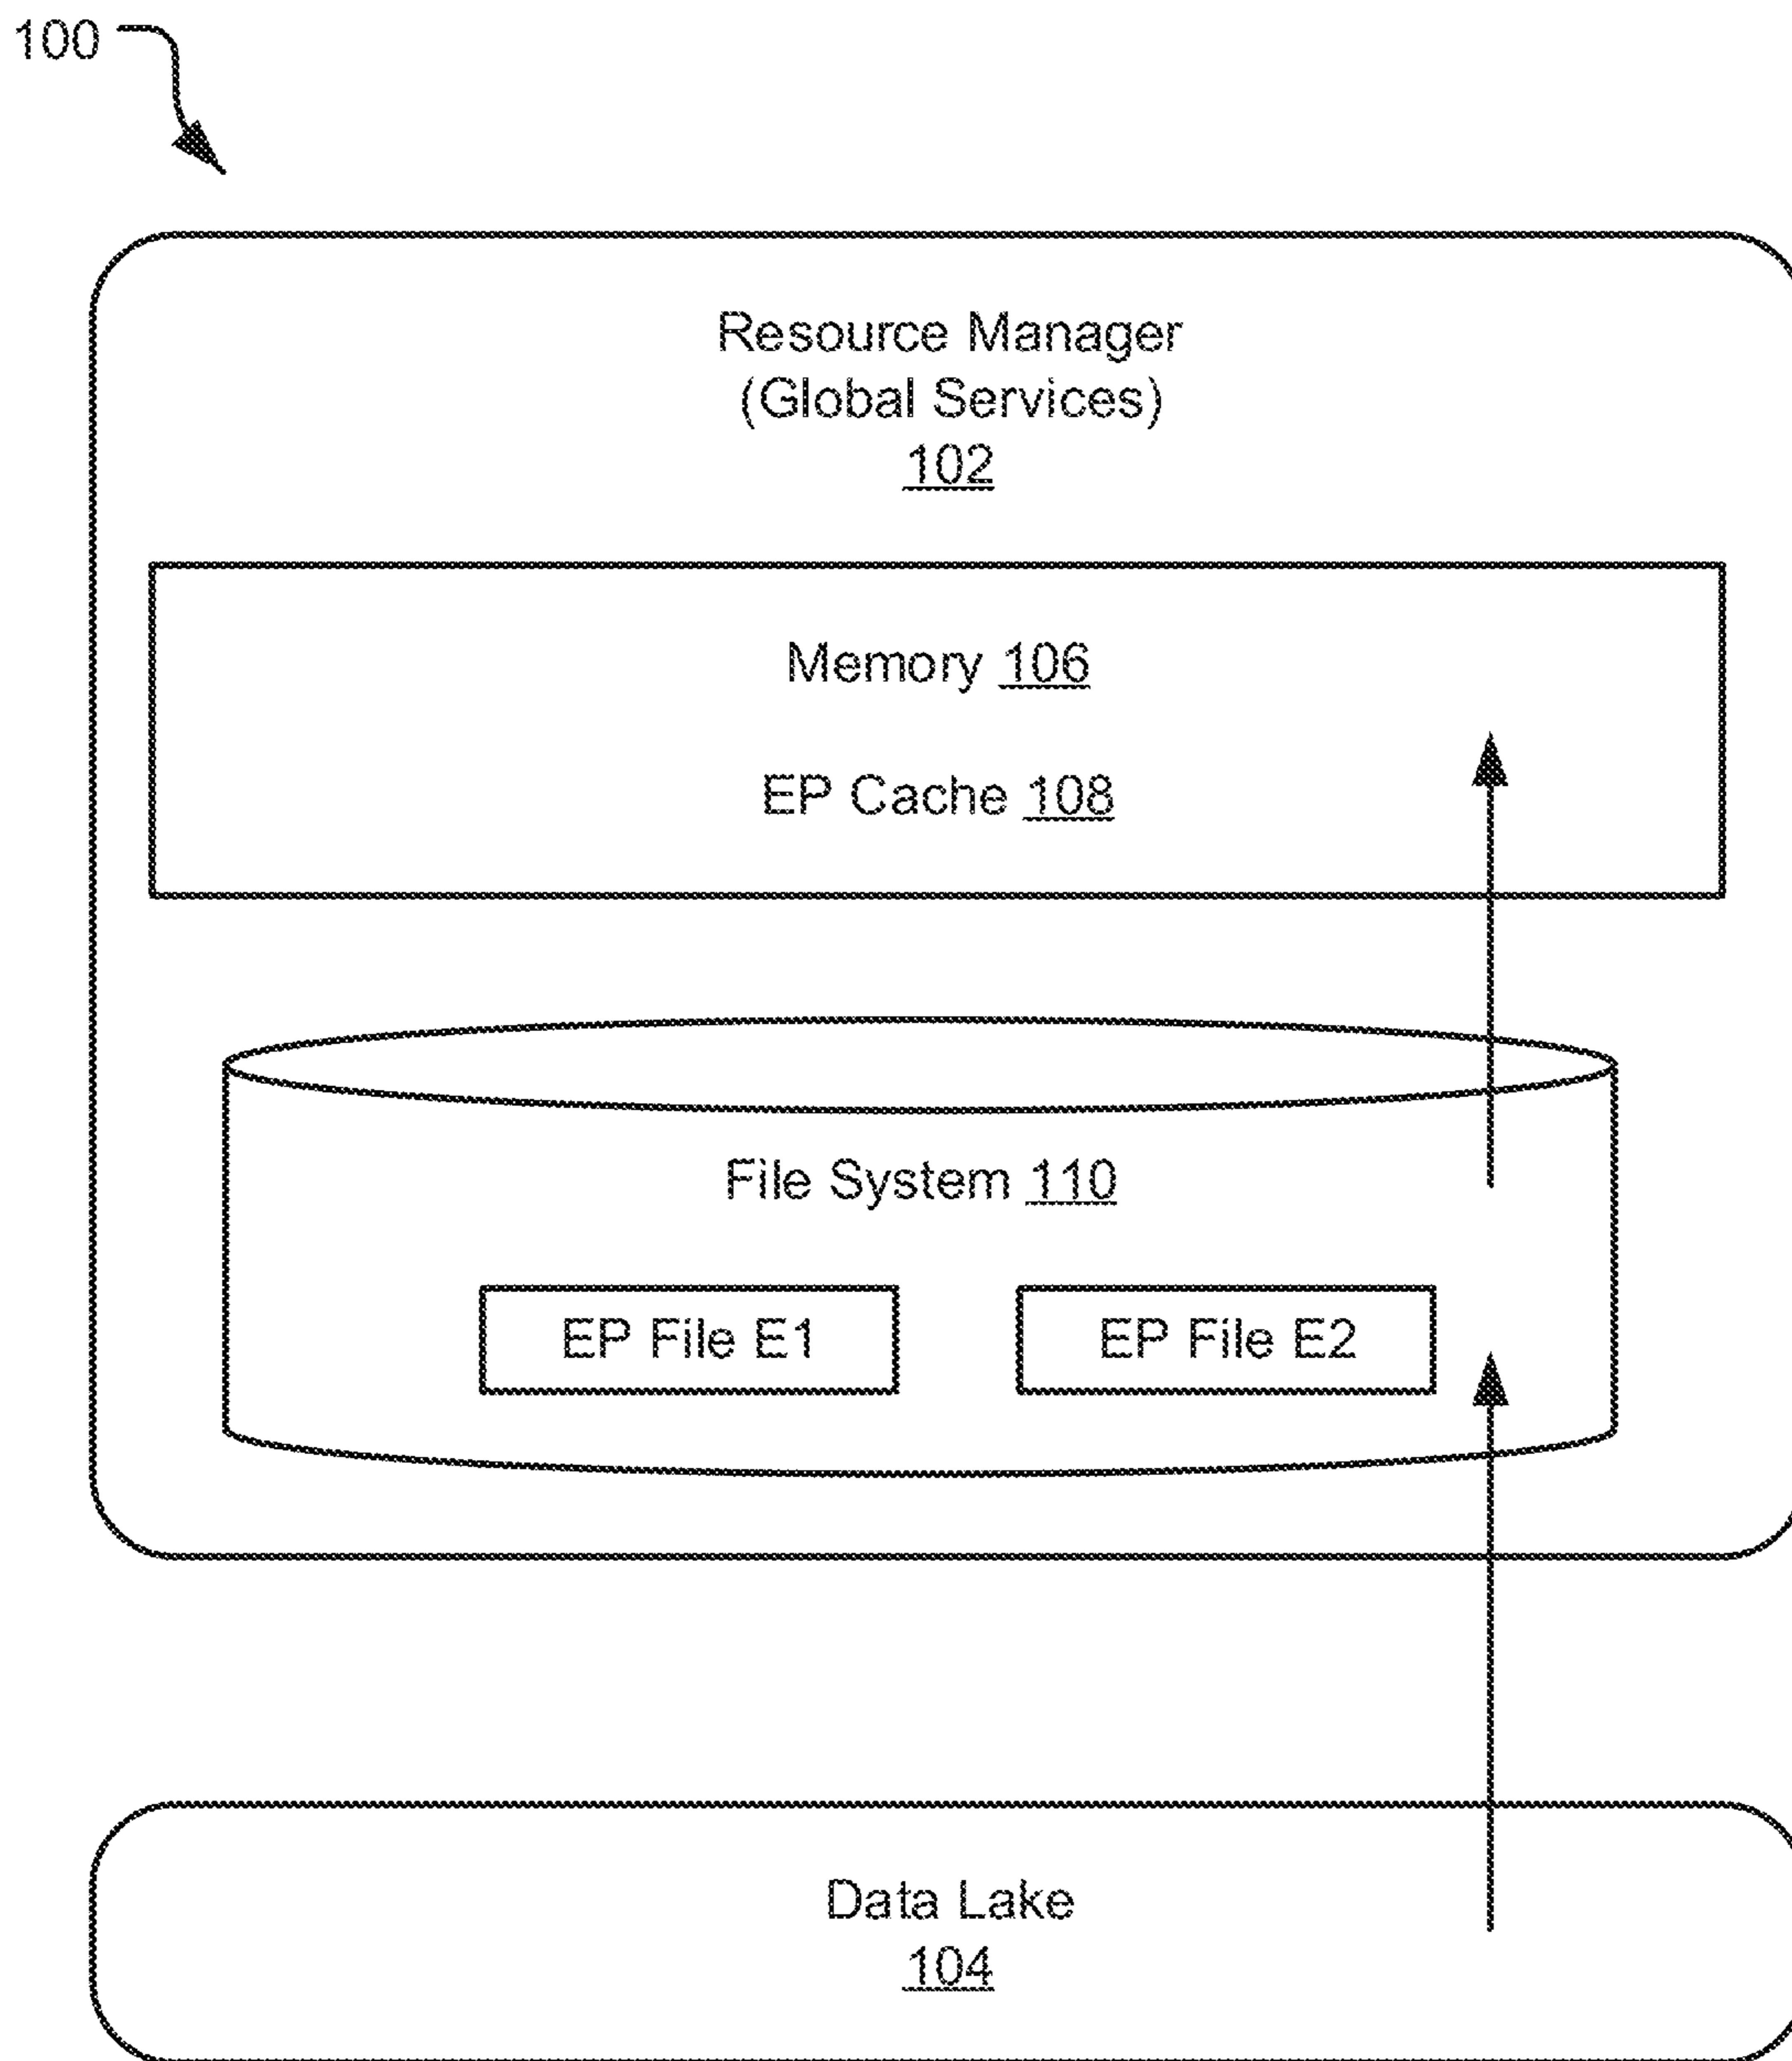 100
Resource Manager
(Global Services)
102
Memory 106
EP Cache 108
File System 110
EP File E1
EP File E2
Data Lake
104